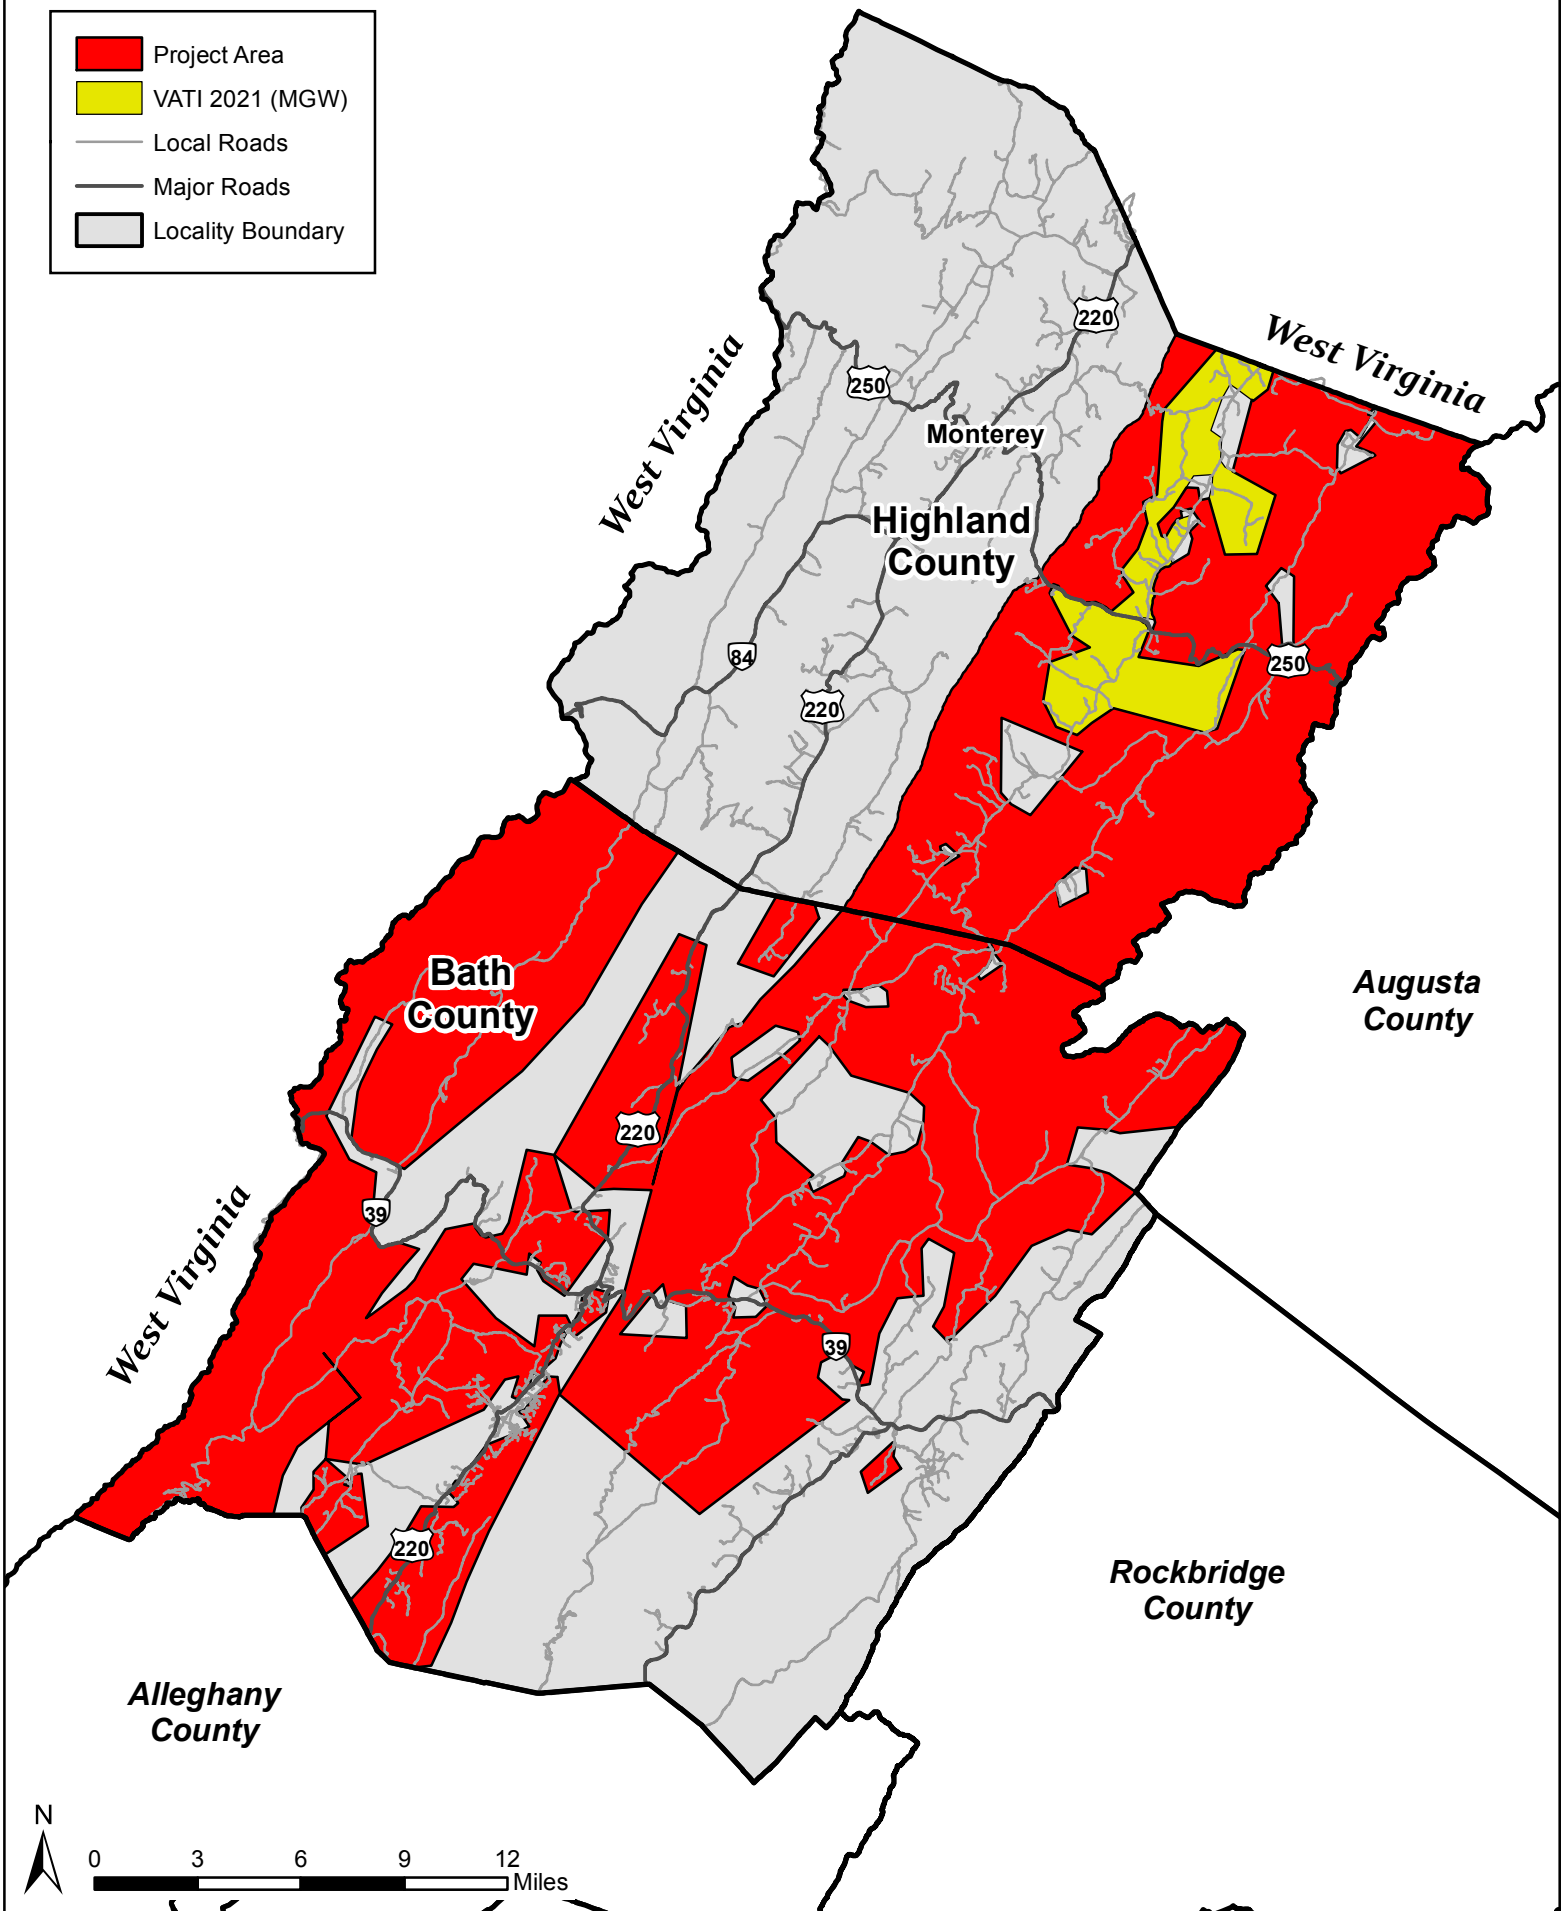 Project Area
VATI 2021 (MGW)
Local Roads
Major Roads
Locality Boundary
220
West Virginia
West Virginia
250
Monterey
Highland
County
84
250
220
Bath
County
Augusta
County
220
39
West Virginia
39
220
Rockbridge
County
Alleghany
County
N
0 3 6 9 12
Miles